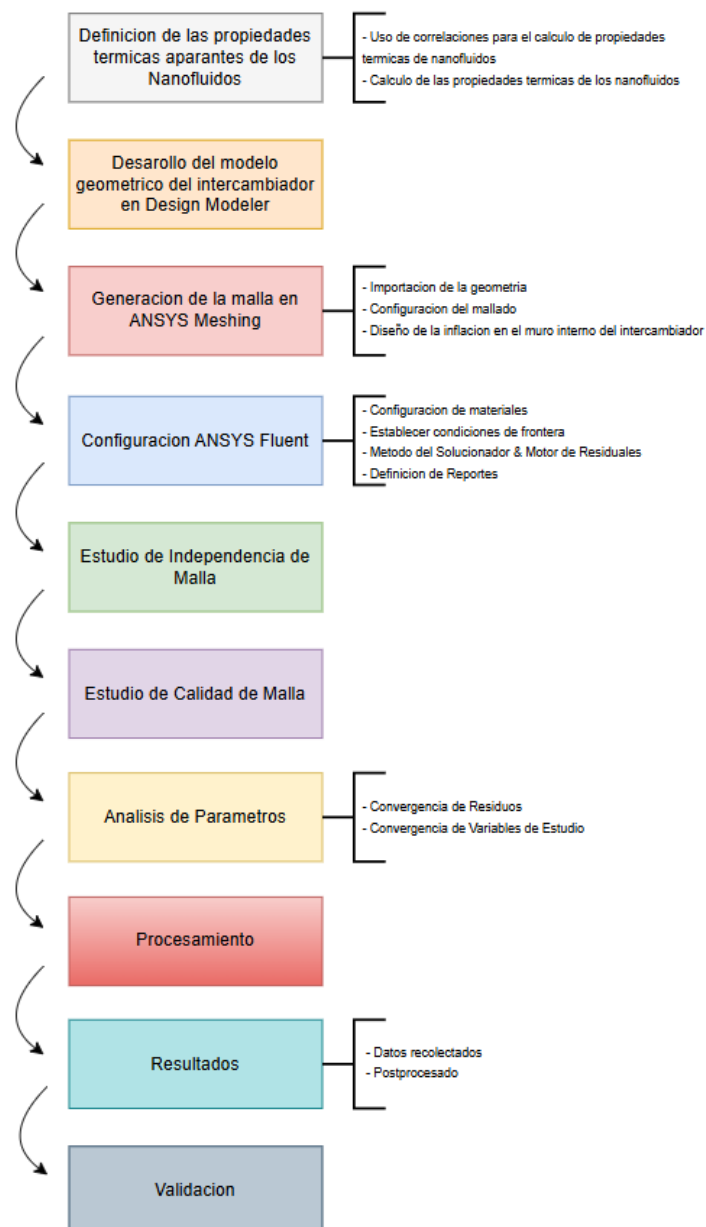 Definicion de las propiedades
termicas aparantes de los
Nanofluidos
- Uso de correlaciones para el calculo de propiedades
termicas de nanofluidos
- Calculo de las propiedades termicas de los nanofluidos
Desarollo del modelo
geometrico del intercambiador
en Design Modeler
Generacion de la malla en
ANSYS Meshing
- Importacion de la geometria
- Configuracion del mallado
- Diseño de la inflacion en el muro interno del intercambiador
Configuracion ANSYS Fluent
- Configuracion de materiales
- Establecer condiciones de frontera
- Metodo del Solucionador & Motor de Residuales
- Definicion de Reportes
Estudio de Independencia de
Malla
Estudio de Calidad de Malla
Analisis de Parametros
- Convergencia de Residuos
- Convergencia de Variables de Estudio
Procesamiento
Resultados
- Datos recolectados
- Postprocesado
Validacion